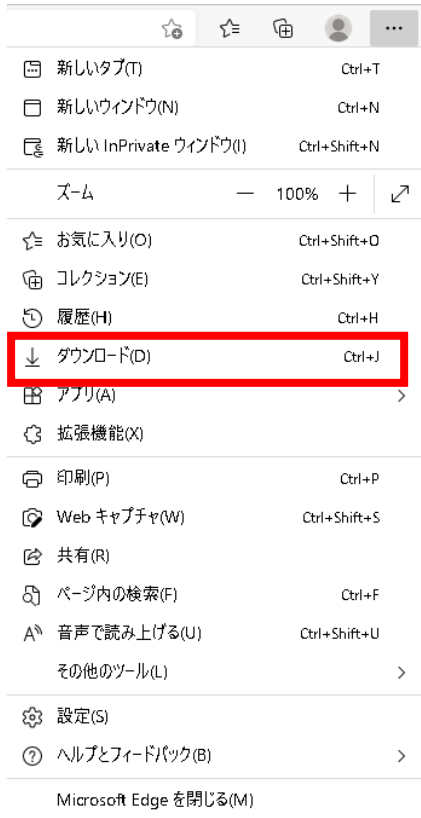 新しいタブ(T) Ctrl+T
新しいウィンドウ(N) Ctrl+N
新しい InPrivate ウィンドウ(I) Ctrl+Shift+N
ズーム — 100% +
お気に入り(O) Ctrl+Shift+O
コレクション(E) Ctrl+Shift+Y
履歴(H) Ctrl+H
ダウンロード(D) Ctrl+J
アプリ(A)
拡張機能(X)
印刷(P) Ctrl+P
Web キャプチャ(W) Ctrl+Shift+S
共有(R)
ページ内の検索(F) Ctrl+F
音声で読み上げる(U) Ctrl+Shift+U
その他のツール(L)
設定(S)
ヘルプとフィードバック(B)
Microsoft Edge を閉じる(M)